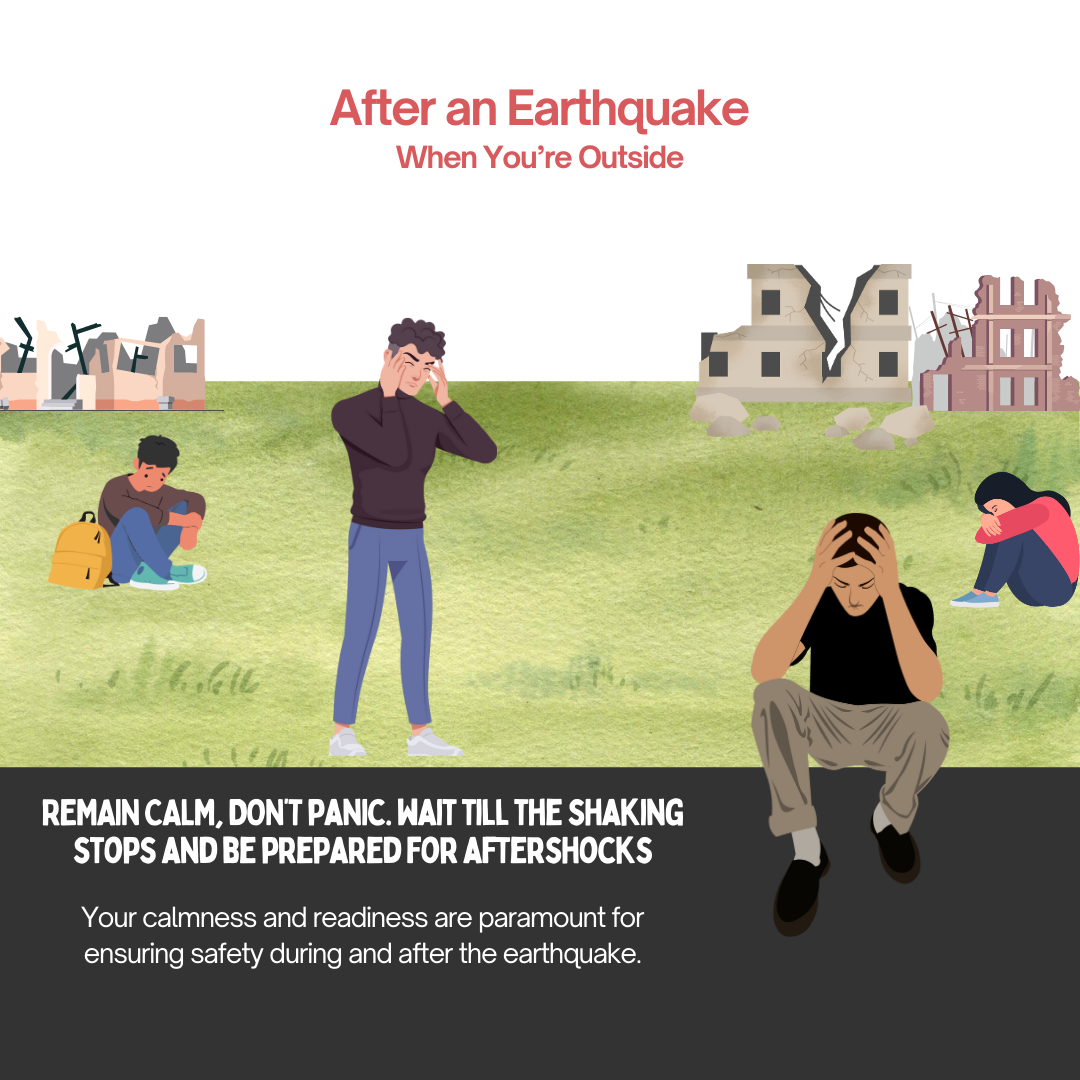 After an Earthquake
When You’re Outside
REMAIN CALM, DON'T PANIC. WAIT TILL THE SHAKING
STOPS AND BE PREPARED FOR AFTERSHOCKS
Your calmness and readiness are paramount for
ensuring safety during and after the earthquake.